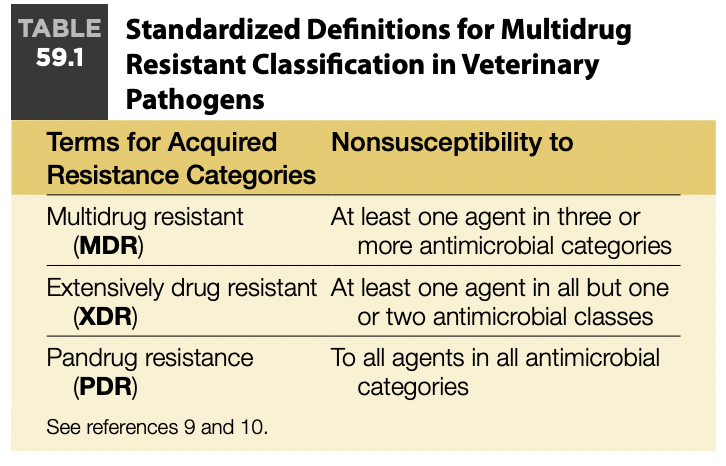 TABLE
59.1
Standardized Definitions for Multidrug
Resistant Classification in Veterinary
Pathogens
Terms for Acquired
Resistance Categories
Nonsusceptibility to
Multidrug resistant
(MDR)
At least one agent in three or
more antimicrobial categories
Extensively drug resistant
(XDR)
At least one agent in all but one
or two antimicrobial classes
Pandrug resistance
(PDR)
To all agents in all antimicrobial
categories
See references 9 and 10.